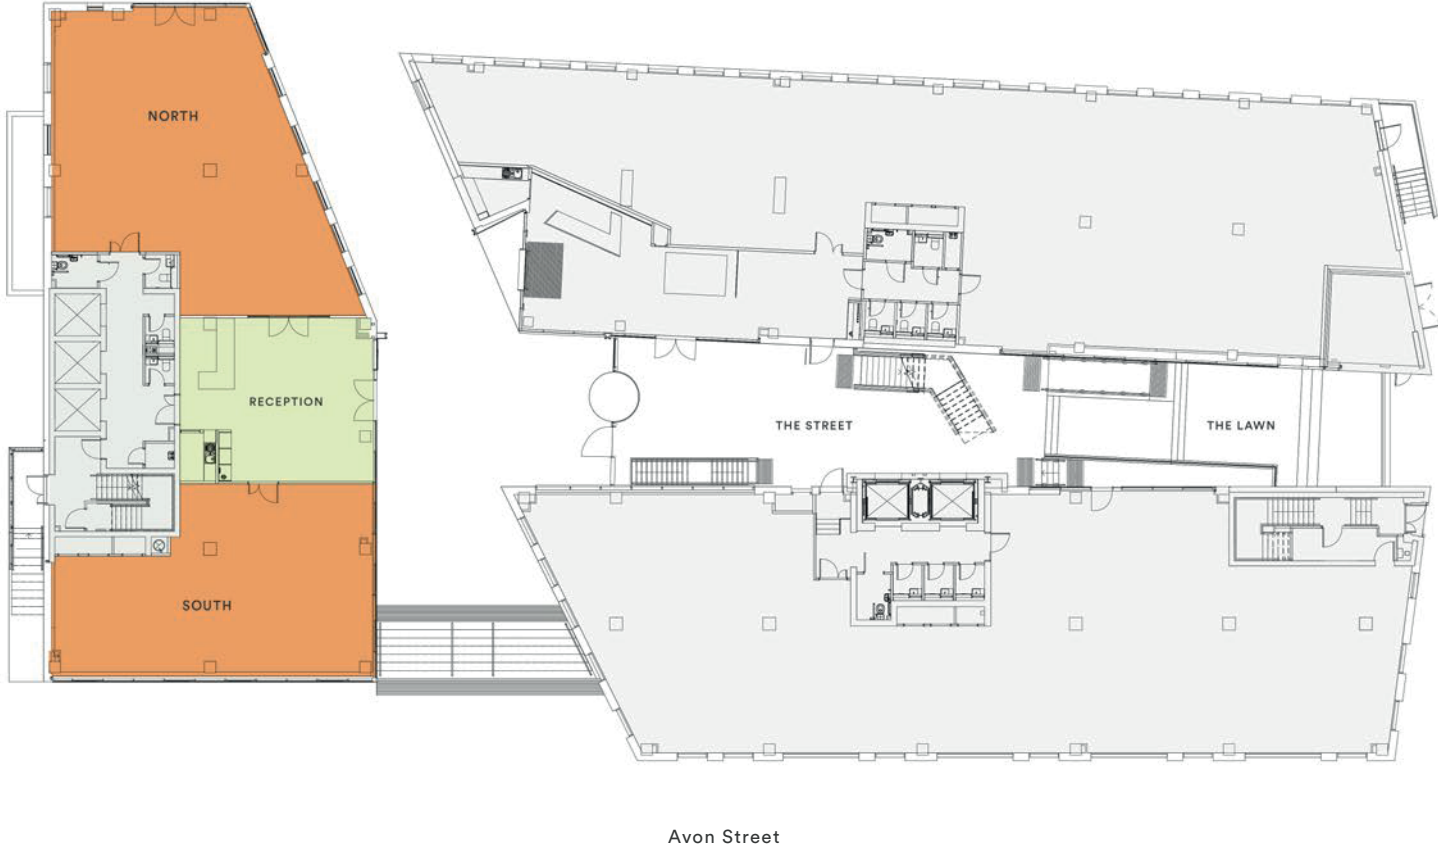 NORTH
RECEPTION
THE STREET
THE LAWN
SOUTH
Avon Street